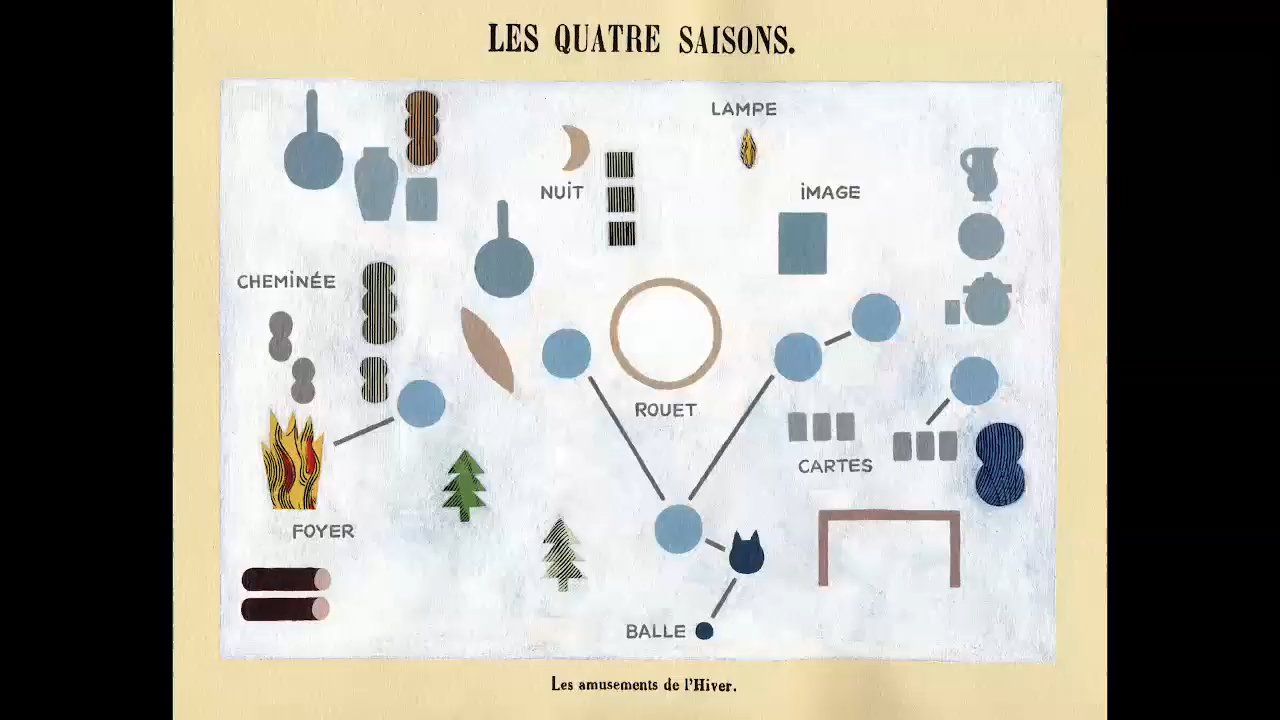 LES QUATRE SAISONS.
LAMPE
NUIT
IMAGE
CHEMINÉE
ROUET
CARTES
FOYER
BALLE
Les amusements de l'Hiver.